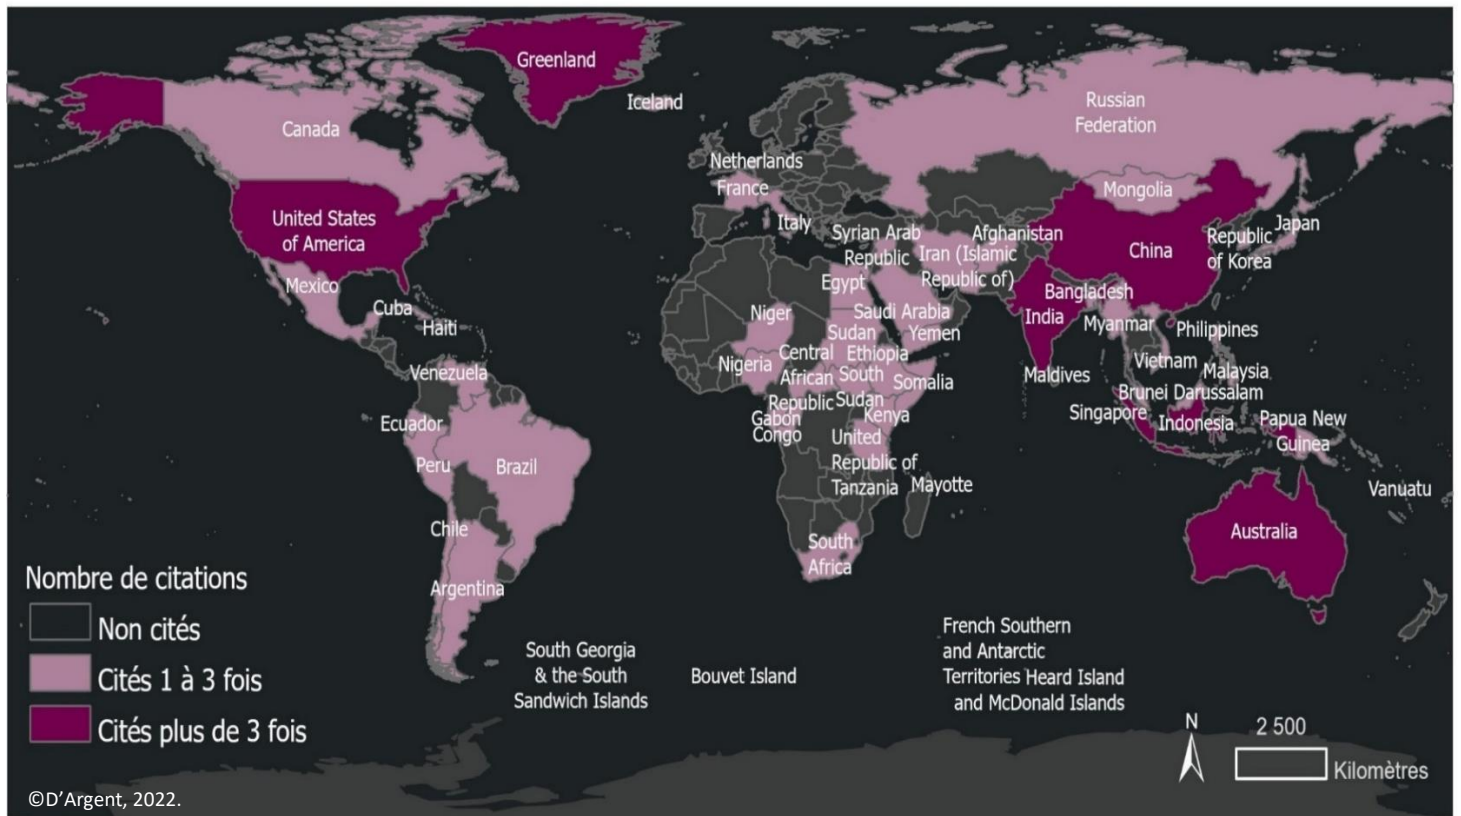 Greenland
Iceland
Russian
Federation
Canada
Netherlands
France
Mongolia
United States
of America
Italy
Syrian Arab
Republic
Afghanistan
Iran (Islamic
Republic of)
China
Republic
of Korea
Japan
Mexico
Egypt
Bangladesh
Cuba
Haiti
Niger
Saudi Arabia
Sudan
Yemen
India
Myanmar
Philippines
Venezuela
Nigeria
Central
African
Republic
Ethiopia
South
Sudan
Somalia
Maldives
Vietnam
Malaysia
Brunei Darussalam
Singapore
Indonesia
Papua New
Guinea
Ecuador
Gabon
Congo
Kenya
United
Republic of
Tanzania
Mayotte
Peru
Brazil
Vanuatu
Chile
South
Africa
Australia
Argentina
Nombre de citations
Non cités
Cités 1 à 3 fois
Cités plus de 3 fois
South Georgia
& the South
Sandwich Islands
Bouvet Island
French Southern
and Antarctic
Territories
Heard Island
and McDonald Islands
N
2 500
Kilomètres
©D’Argent, 2022.